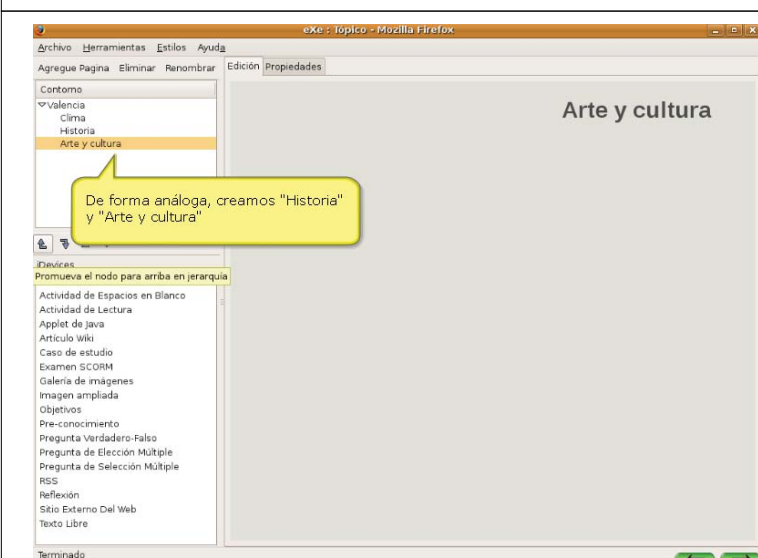 eXe : Tópico - Mozilla Firefox
Archivo Herramientas Estilos Ayuda
Agregue Pagina Eliminar Renombrar
Edición Propiedades
Contorno
Valencia
Clima
Historia
Arte y cultura
Arte y cultura
De forma análoga, creamos "Historia"
y "Arte y cultura"
iDevices
Promueva el nodo para arriba en jerarquía
Actividad de Espacios en Blanco
Actividad de Lectura
Applet de Java
Artículo Wiki
Caso de estudio
Examen SCORM
Galería de imágenes
Imagen ampliada
Objetivos
Pre-conocimiento
Pregunta Verdadero-Falso
Pregunta de Elección Múltiple
Pregunta de Selección Múltiple
RSS
Reflexión
Sitio Externo Del Web
Texto Libre
Terminado